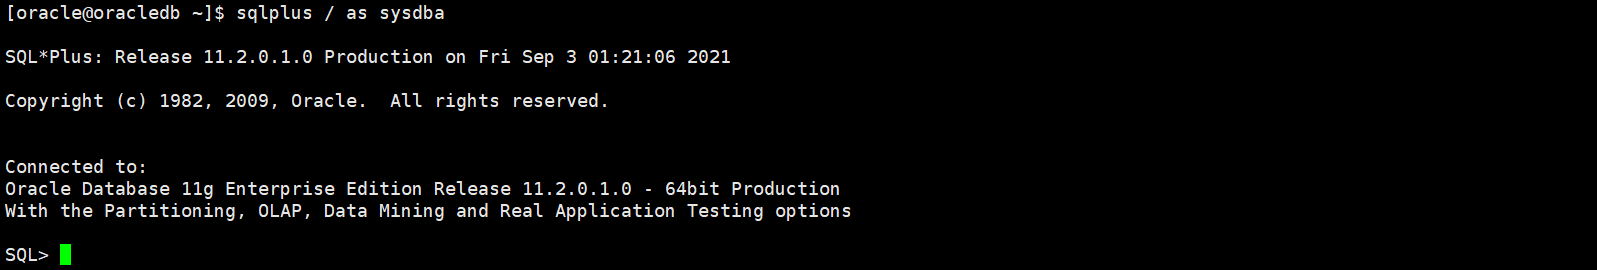 [oracle@oracledb ~]$ sqlplus / as sysdba
SQL*Plus: Release 11.2.0.1.0 Production on Fri Sep 3 01:21:06 2021
Copyright (c) 1982, 2009, Oracle.  All rights reserved.
Connected to:
Oracle Database 11g Enterprise Edition Release 11.2.0.1.0 - 64bit Production
With the Partitioning, OLAP, Data Mining and Real Application Testing options
SQL>